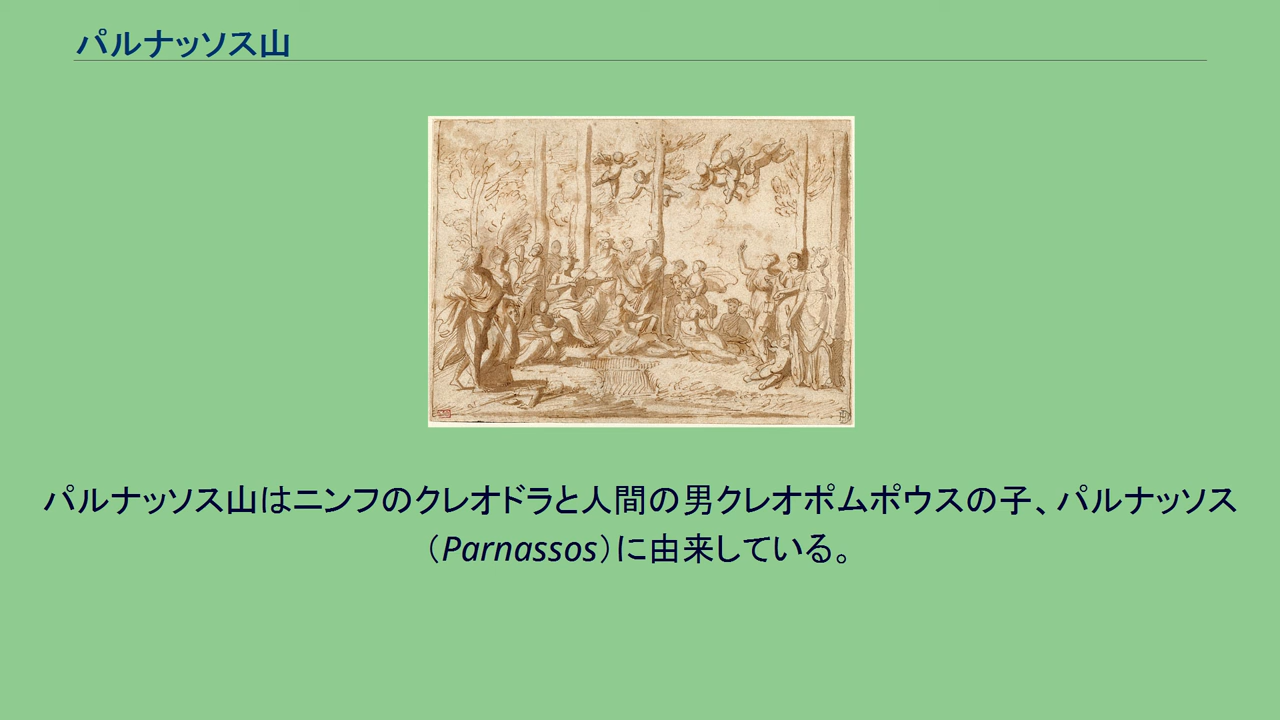 パルナッソス山
パルナッソス山はニンフのクレオドラと人間の男クレオポムポウスの子、パルナッソス
（Parnassos）に由来している。